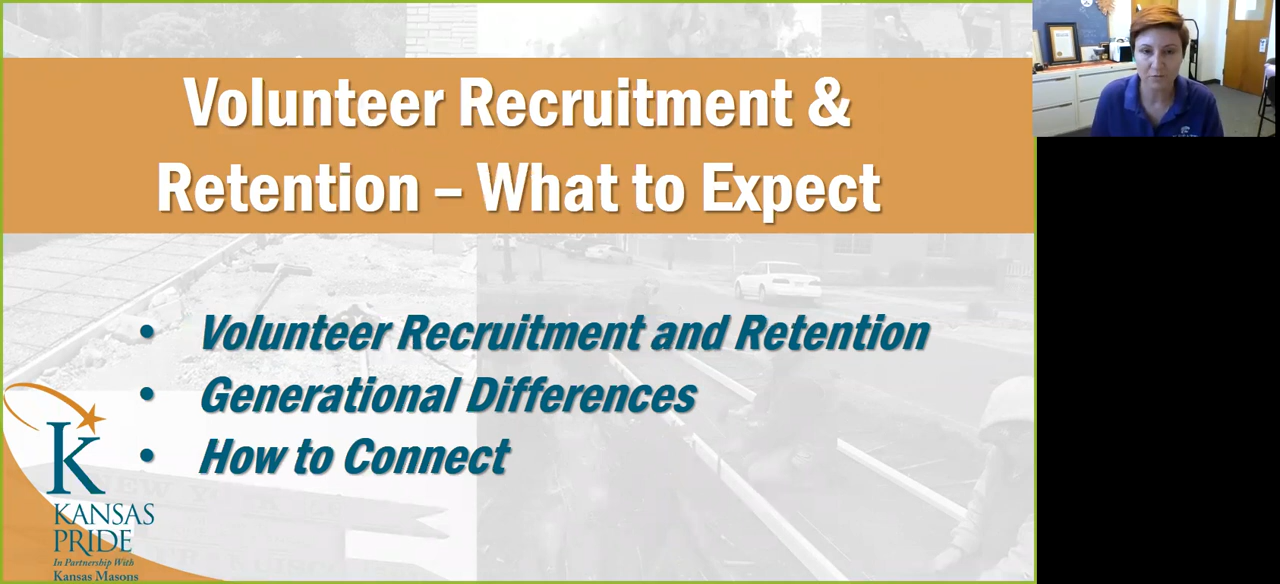 Volunteer Recruitment &
Retention – What to Expect
• Volunteer Recruitment and Retention
• Generational Differences
• How to Connect
K
KANSAS
PRIDE
In Partnership With
Kansas Masons